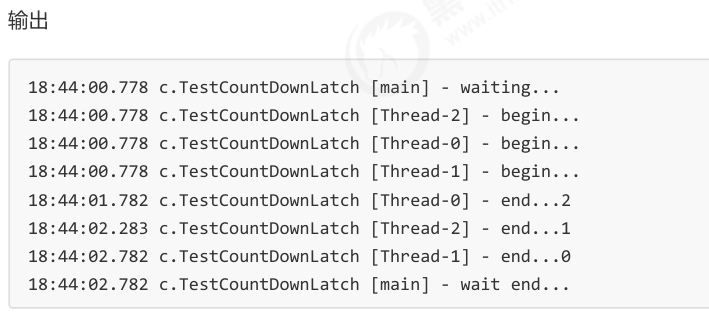 输出
18:44:00.778 c.TestCountDownLatch [main] - waiting...
18:44:00.778 c.TestCountDownLatch [Thread-2] - begin...
18:44:00.778 c.TestCountDownLatch [Thread-0] - begin...
18:44:00.778 c.TestCountDownLatch [Thread-1] - begin...
18:44:01.782 c.TestCountDownLatch [Thread-0] - end...2
18:44:02.283 c.TestCountDownLatch [Thread-2] - end...1
18:44:02.782 c.TestCountDownLatch [Thread-1] - end...0
18:44:02.782 c.TestCountDownLatch [main] - wait end...